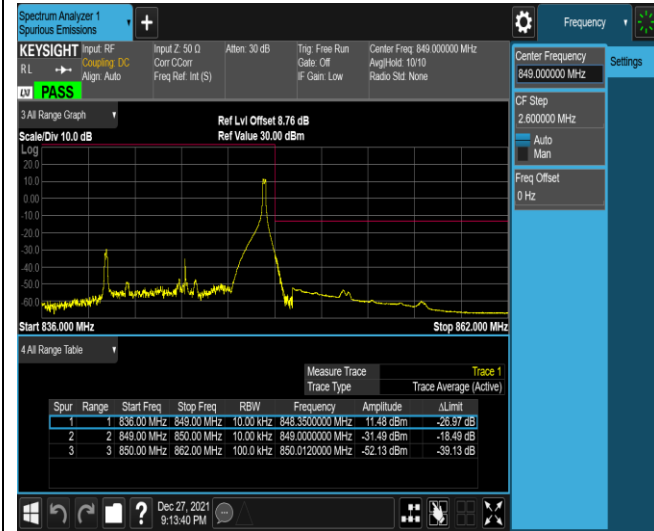 Spectrum Analyzer 1
Spurious Emissions
Frequency
KEYSIGHT
RL
Input: RF
Coupling: DC
Align: Auto
Input Z: 50 Ω
Corr CCorr
Freq Ref: Int (S)
Atten: 30 dB
Trig: Free Run
Gate: Off
IF Gain: Low
Center Freq: 849.000000 MHz
Avg|Hold: 10/10
Radio Std: None
LXI PASS
3 All Range Graph
Scale/Div 10.0 dB
Ref Lvl Offset 8.76 dB
Ref Value 30.00 dBm
Log
20.0
10.0
0.00
-10.0
-20.0
-30.0
-40.0
-50.0
-60.0
Start 836.000 MHz
Stop 862.000 MHz
4 All Range Table
Measure Trace Trace 1
Trace Type Trace Average (Active)
Spur Range Start Freq Stop Freq RBW Frequency Amplitude ΔLimit
1 1 836.00 MHz 849.00 MHz 10.00 kHz 848.3500000 MHz 11.48 dBm -26.97 dB
2 2 849.00 MHz 850.00 MHz 10.00 kHz 849.0000000 MHz -31.49 dBm -18.49 dB
3 3 850.00 MHz 862.00 MHz 100.0 kHz 850.0120000 MHz -52.13 dBm -39.13 dB
Dec 27, 2021
9:13:40 PM
Center Frequency
849.000000 MHz
Settings
CF Step
2.600000 MHz
Auto
Man
Freq Offset
0 Hz